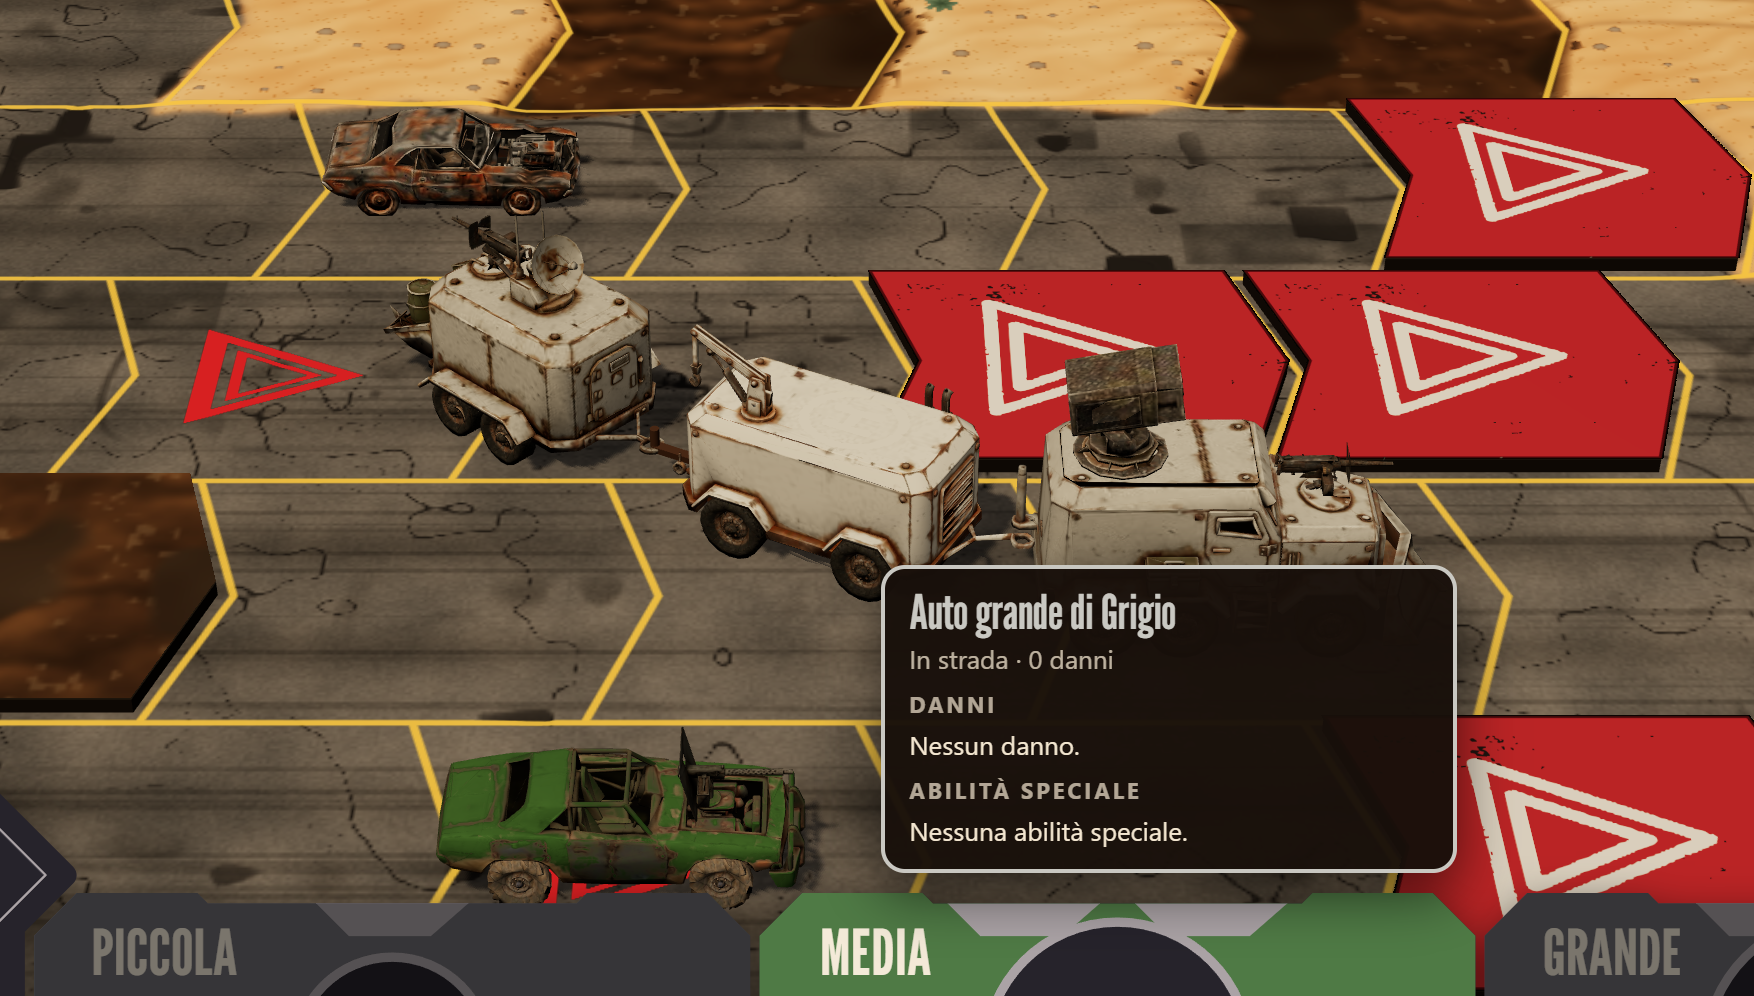 Auto grande di Grigio
In strada · 0 danni
DANNI
Nessun danno.
ABILITÀ SPECIALE
Nessuna abilità speciale.
PICCOLA
MEDIA
GRANDE